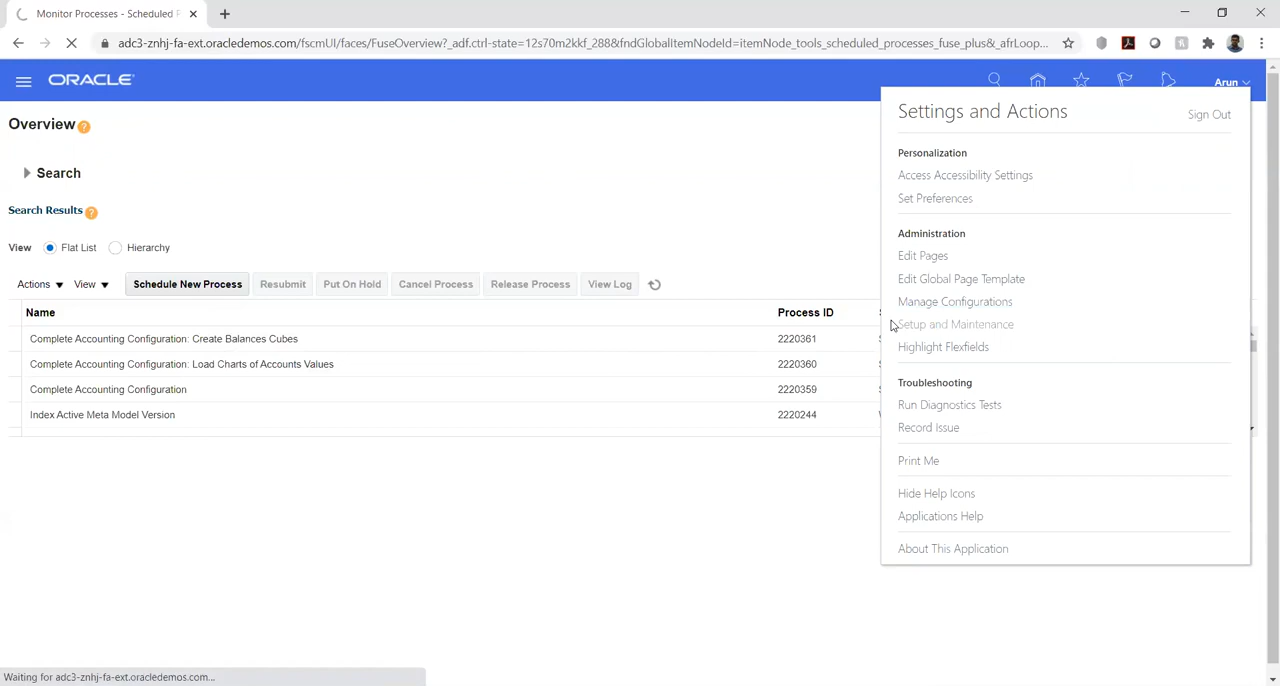 Monitor Processes - Scheduled P
adc3-znhj-fa-ext.oracledemos.com/fscmUI/faces/FuseOverview?_adf.ctrl-state=12c70m2kkf_288&fndGlobalItemNodeId=itemNode_tools_scheduled_processes_fuse_plus&_afrLoop...
ORACLE
Arun
Settings and Actions
Sign Out
Personalization
Access Accessibility Settings
Set Preferences
Administration
Edit Pages
Edit Global Page Template
Manage Configurations
Setup and Maintenance
Highlight Flexfields
Troubleshooting
Run Diagnostics Tests
Record Issue
Print Me
Hide Help Icons
Applications Help
About This Application
Overview
Search
Search Results
View Flat List Hierarchy
Actions View Schedule New Process Resubmit Put On Hold Cancel Process Release Process View Log
Name Process ID
Complete Accounting Configuration: Create Balances Cubes 2220361
Complete Accounting Configuration: Load Charts of Accounts Values 2220360
Complete Accounting Configuration 2220359
Index Active Meta Model Version 2220244
Waiting for adc3-znhj-fa-ext.oracledemos.com...